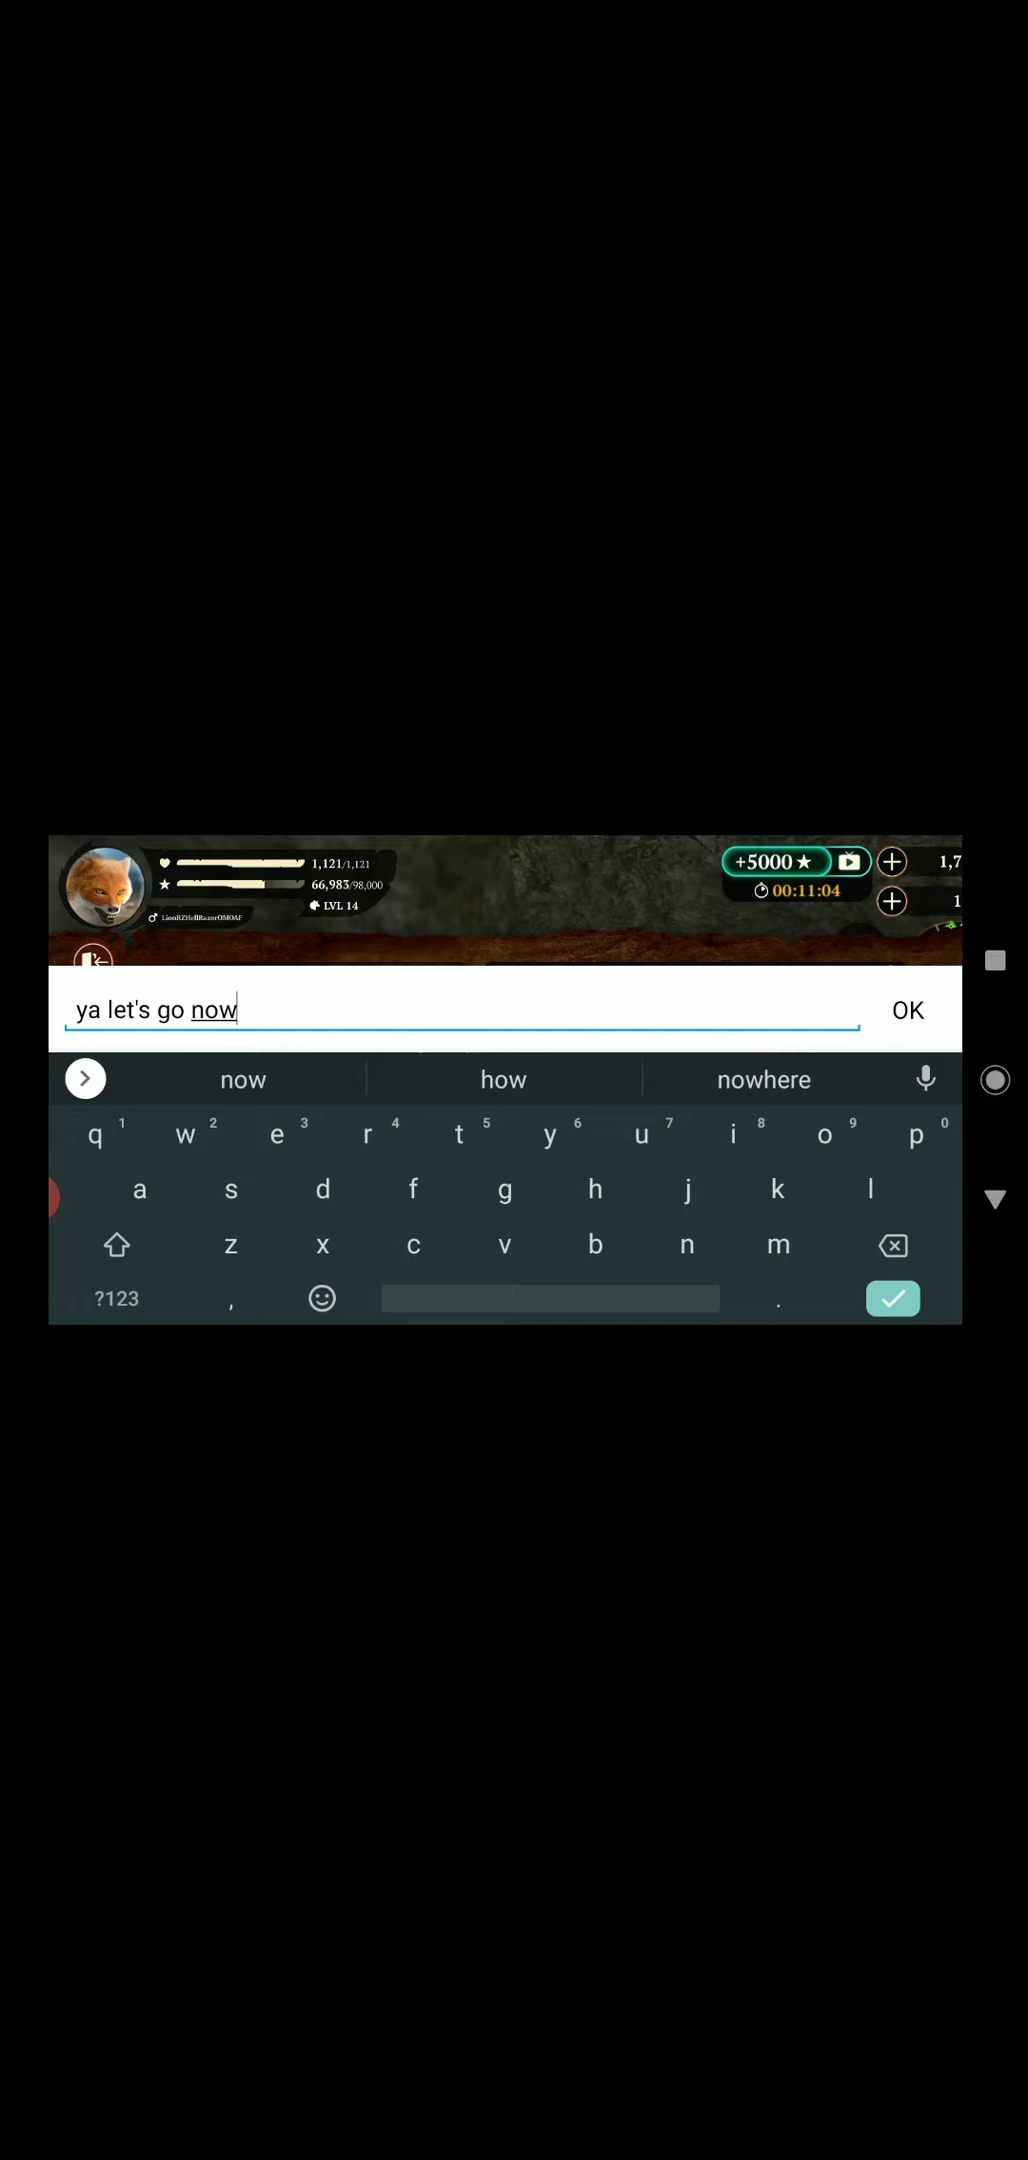 1,121/1,121
66,983/98,000
LVL 14
LionRZHellRazorOMOAF
+5000
00:11:04
1,7
1
ya let's go now
OK
now how nowhere
q 1 w 2 e 3 r 4 t 5 y 6 u 7 i 8 o 9 p 0
a s d f g h j k l
z x c v b n m
?123 , .